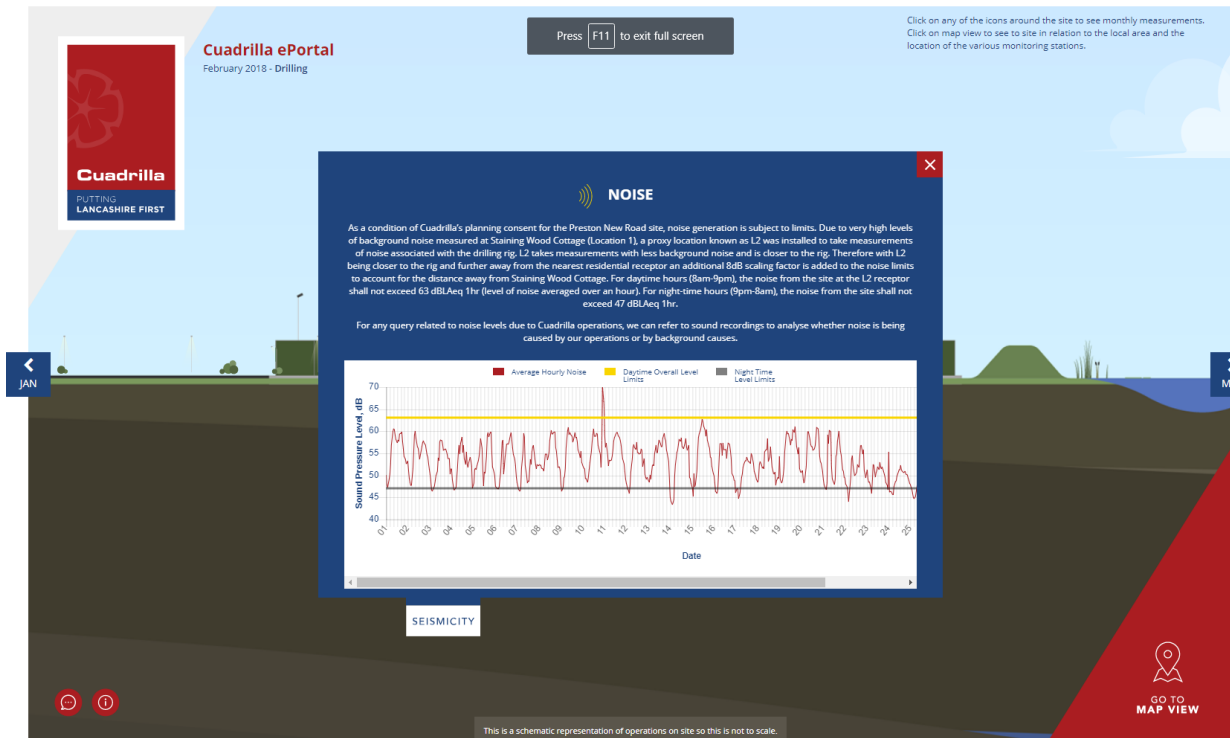 Press F11 to exit full screen
Click on any of the icons around the site to see monthly measurements.
Click on map view to see to site in relation to the local area and the
location of the various monitoring stations.
Cuadrilla ePortal
February 2018 - Drilling
Cuadrilla
PUTTING
LANCASHIRE FIRST
NOISE
As a condition of Cuadrilla's planning consent for the Preston New Road site, noise generation is subject to limits. Due to very high levels
of background noise measured at Staining Wood Cottage (Location 1), a proxy location known as L2 was installed to take measurements
of noise associated with the drilling rig. L2 takes measurements with less background noise and is closer to the rig. Therefore with L2
being closer to the rig and further away from the nearest residential receptor an additional 8dB scaling factor is added to the noise limits
to account for the distance away from Staining Wood Cottage. For daytime hours (8am-9pm), the noise from the site at the L2 receptor
shall not exceed 63 dBLAeq 1hr (level of noise averaged over an hour). For night-time hours (9pm-8am), the noise from the site shall not
exceed 47 dBLAeq 1hr.
For any query related to noise levels due to Cuadrilla operations, we can refer to sound recordings to analyse whether noise is being
caused by our operations or by background causes.
JAN
Average Hourly Noise
Daytime Overall Level
Limits
Night Time
Level Limits
Sound Pressure Level, dB
70
65
60
55
50
45
40
01 02 03 04 05 06 07 08 09 10 11 12 13 14 15 16 17 18 19 20 21 22 23 24 25
Date
SEISMICITY
GO TO
MAP VIEW
This is a schematic representation of operations on site so this is not to scale.